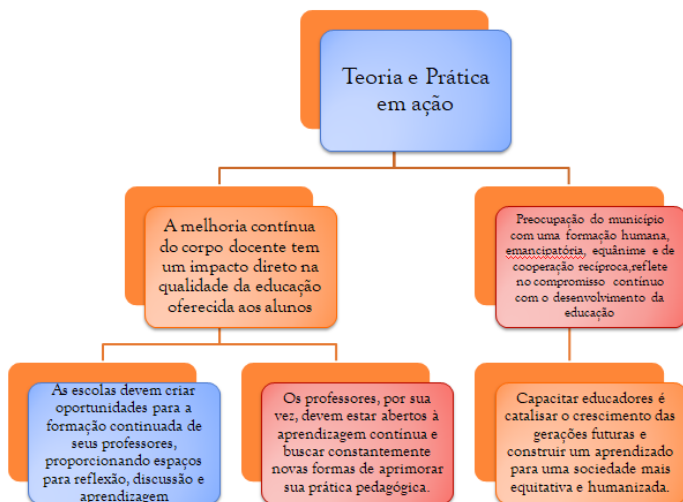 Teoria e Prática
em ação
A melhoria contínua
do corpo docente tem
um impacto direto na
qualidade da educação
oferecida aos alunos
Preocupação do município
com uma formação humana,
emancipatória, equânime e de
cooperação recíproca,reflete
no compromisso contínuo
com o desenvolvimento da
educação
As escolas devem criar
oportunidades para a
formação continuada de
seus professores,
proporcionando espaços
para reflexão, discussão e
aprendizagem
Os professores, por sua
vez, devem estar abertos à
aprendizagem contínua e
buscar constantemente
novas formas de aprimorar
sua prática pedagógica.
Capacitar educadores é
catalisar o crescimento das
gerações futuras e
construir um aprendizado
para uma sociedade mais
equitativa e humanizada.